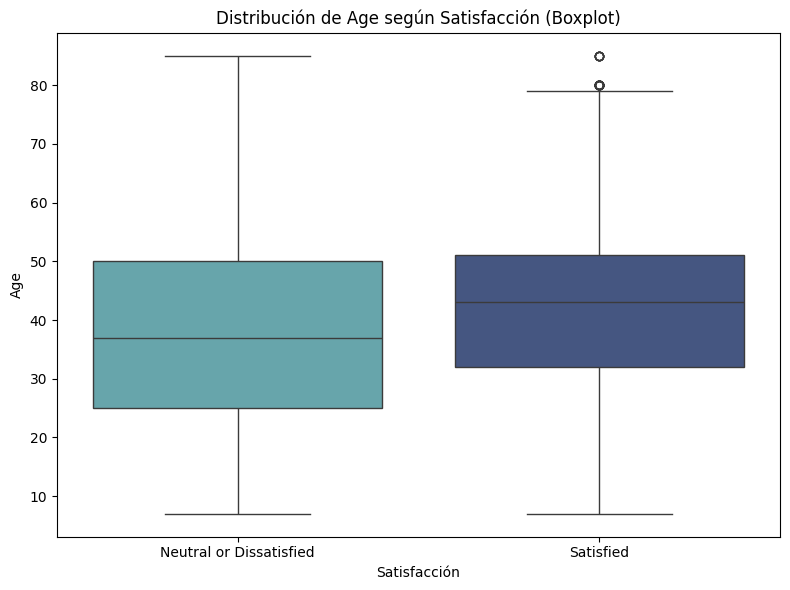 Distribución de Age según Satisfacción (Boxplot)
Age
80
70
60
50
40
30
20
10
Neutral or Dissatisfied
Satisfied
Satisfacción